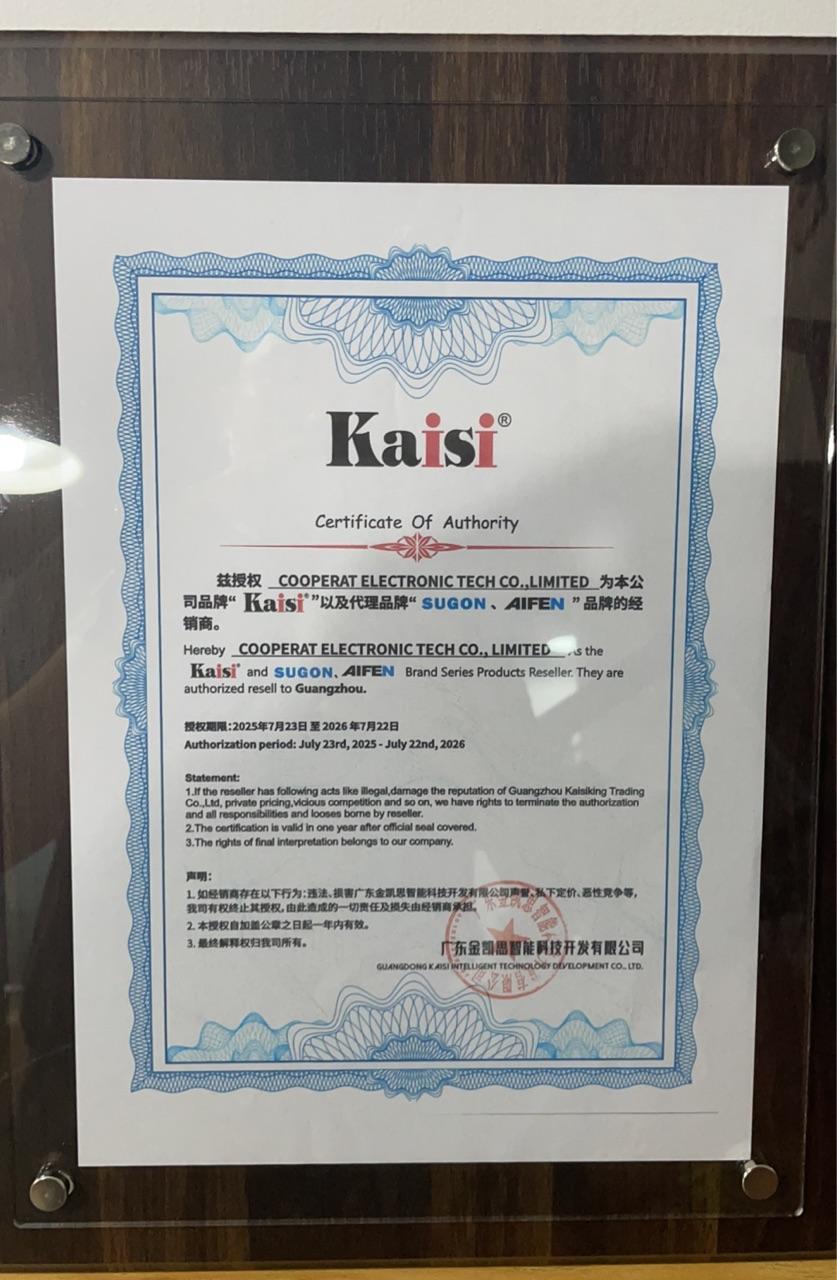 Kaisi®
Certificate Of Authority
兹授权 COOPERAT ELECTRONIC TECH CO.,LIMITED 为本公
司品牌“ Kaisi® ”以及代理品牌“ SUGON 、AIFEN ” 品牌的经
销商。
Hereby COOPERAT ELECTRONIC TECH CO., LIMITED As the
Kaisi® and SUGON、AIFEN Brand Series Products Reseller. They are
authorized resell to Guangzhou.
授权期限:2025年7月23日 至 2026 年7月22日
Authorization period: July 23rd, 2025 - July 22nd, 2026
Statement:
1.If the reseller has following acts like illegal,damage the reputation of Guangzhou Kaisiking Trading
Co.,Ltd, private pricing,vicious competition and so on, we have rights to terminate the authorization
and all responsibilities and looses borne by reseller.
2.The certification is valid in one year after official seal covered.
3.The rights of final interpretation belongs to our company.
声明:
1. 如经销商存在以下行为:违法、损害广东金凯思智能科技开发有限公司声誉、私下定价、恶性竞争等,
我司有权终止其授权, 由此造成的一切责任及损失由经销商承担。
2. 本授权自加盖公章之日起一年内有效。
3. 最终解释权归我司所有。
广东金凯思智能科技开发有限公司
GUANGDONG KAISI INTELLIGENT TECHNOLOGY DEVELOPMENT CO., LTD.